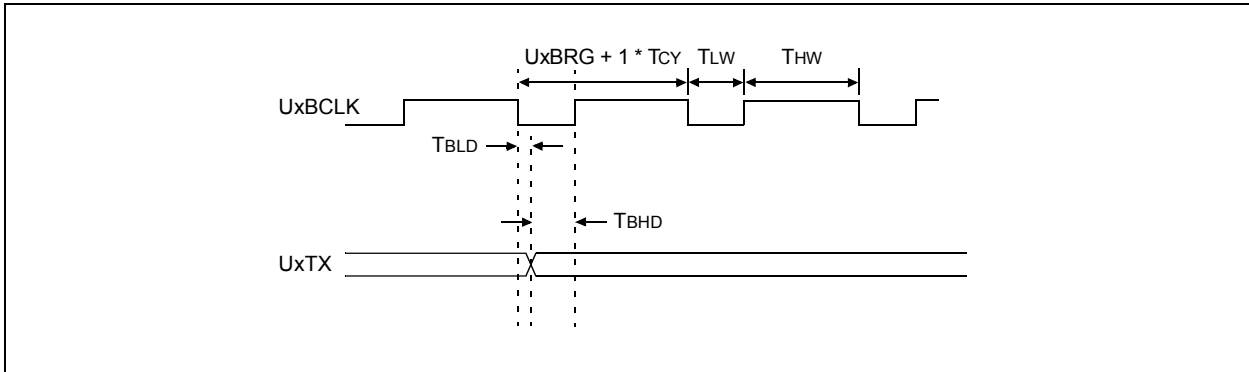 UxBRG + 1 * TCY TLW THW
UxBCLK
TBLD
TBHD
UxTX